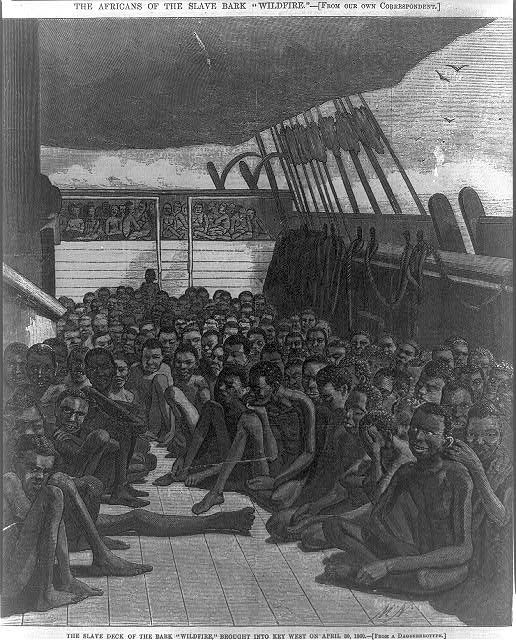 THE AFRICANS OF THE SLAVE BARK "WILDFIRE."—[FROM OUR OWN CORRESPONDENT.]
THE SLAVE DECK OF THE BARK "WILDFIRE," BROUGHT INTO KEY WEST ON APRIL 30, 1860.—[FROM A DAGUERREOTYPE.]